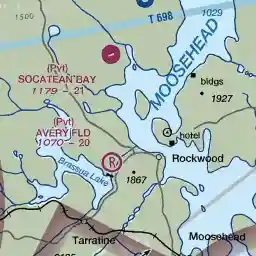 1500
T 698
1029
MOOSEHEAD
(Pvt)
SOCATEAN BAY
1179 - 21
bldgs
1927
(Pvt)
AVERY FLD
1070 - 20
hotel
R
Rockwood
Brassua Lake
1867
Tarratine
Moosehead